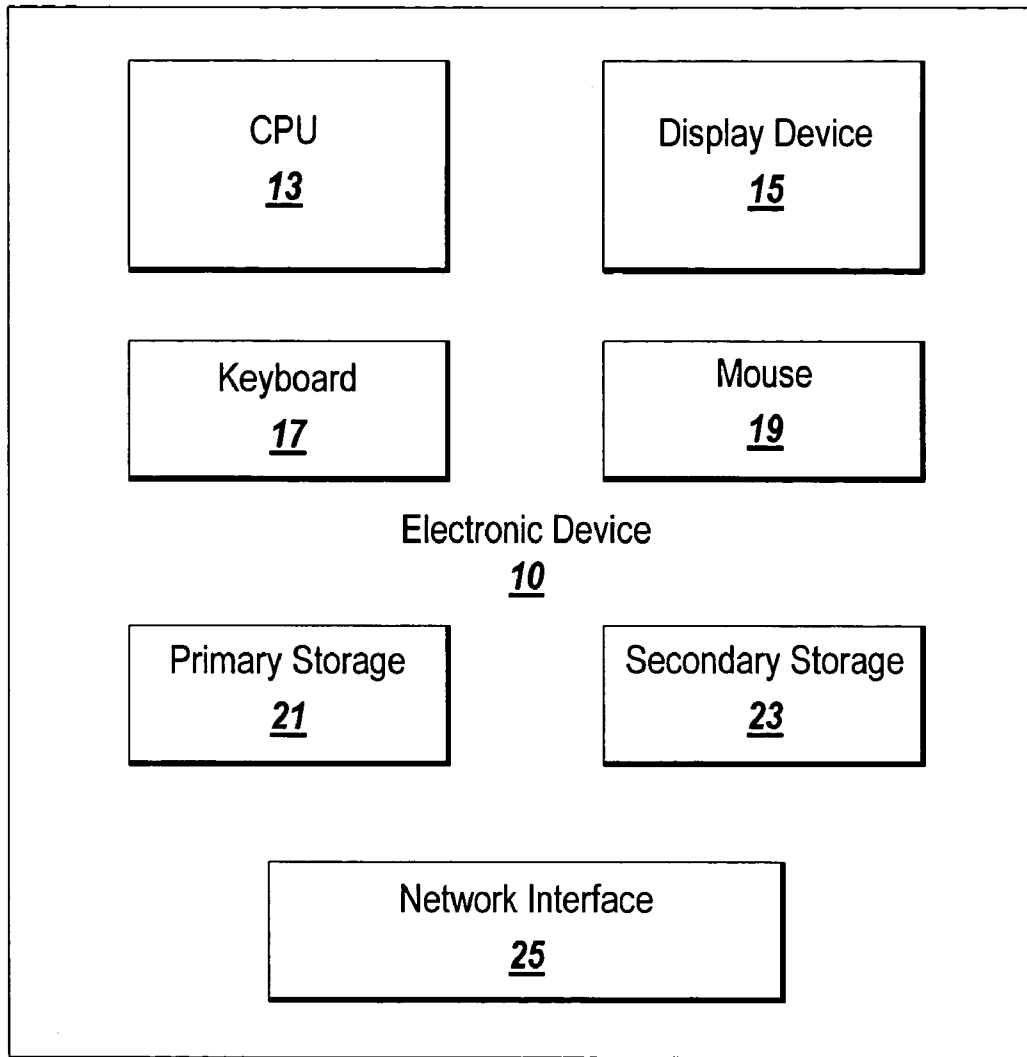 CPU
13
Display Device
15
Keyboard
17
Mouse
19
Electronic Device
10
Primary Storage
21
Secondary Storage
23
Network Interface
25